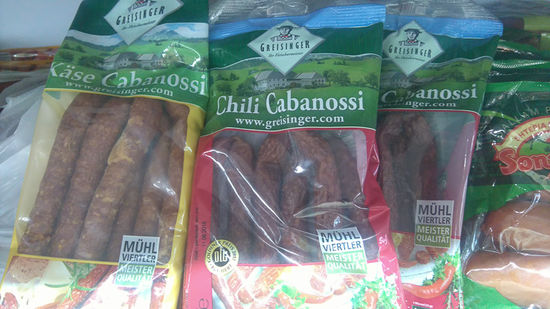 GREISINGER
Käse Cabanossi
www.greisinger.com
MÜHL
VIERTLER
MEISTER
QUALITÄT
GREISINGER
Chili Cabanossi
www.greisinger.com
MÜHL
VIERTLER
MEISTER
QUALITÄT
GREISINGER
Cabanossi
greisinger.com
MÜHL
VIERTLER
MEISTER
QUALITÄT